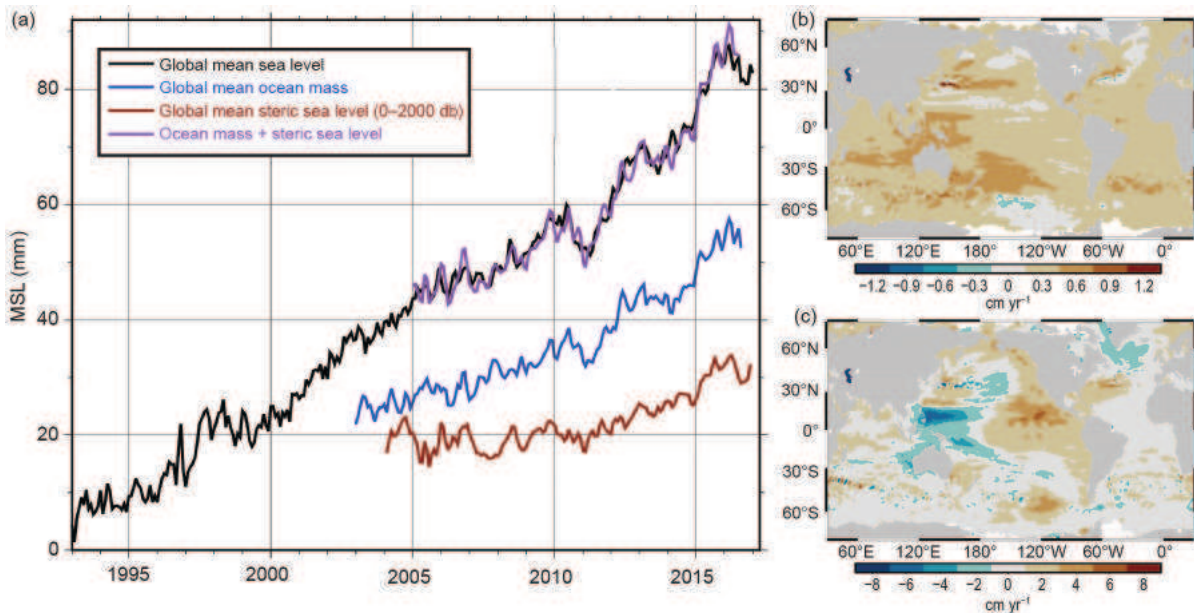 (a)
Global mean sea level
Global mean ocean mass
Global mean steric sea level (0–2000 db)
Ocean mass + steric sea level
MSL (mm)
80
60
40
20
0
1995 2000 2005 2010 2015
(b)
60°N
30°N
0°
30°S
60°S
60°E 120°E 180° 120°W 60°W 0°
−1.2 −0.9 −0.6 −0.3 0 0.3 0.6 0.9 1.2
cm yr⁻¹
(c)
60°N
30°N
0°
30°S
60°S
60°E 120°E 180° 120°W 60°W 0°
−8 −6 −4 −2 0 2 4 6 8
cm yr⁻¹